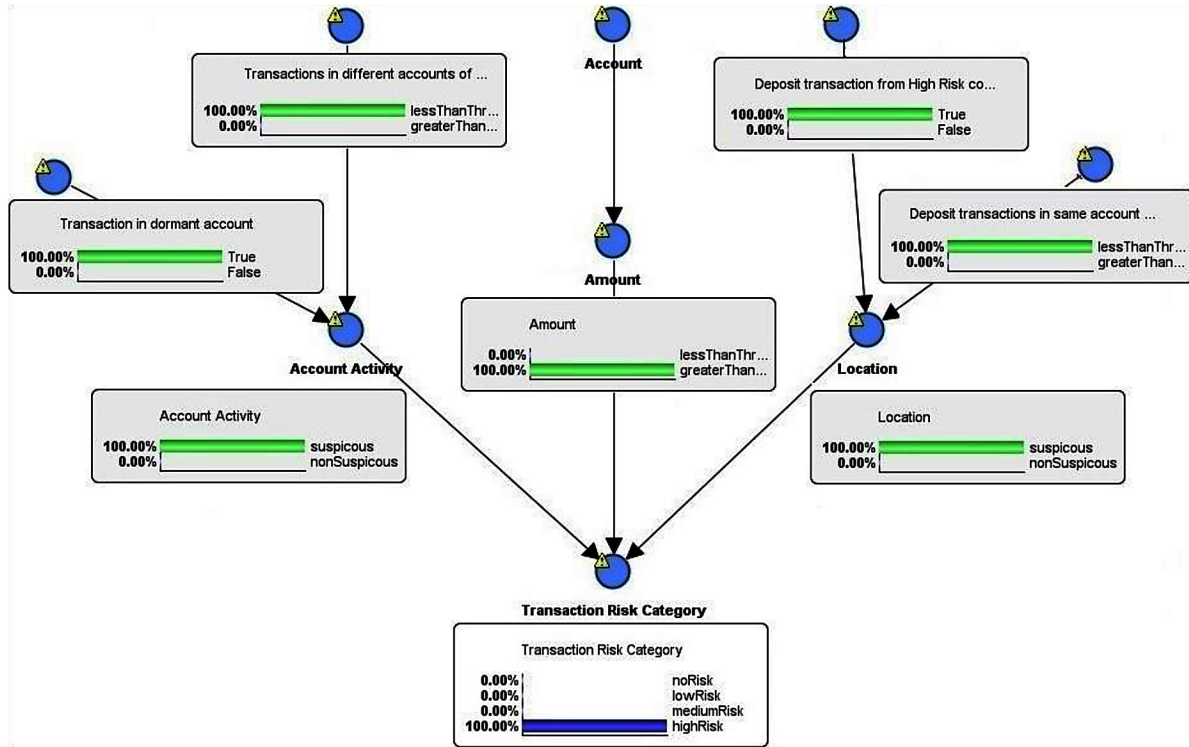 Transactions in different accounts of ...
100.00% lessThanThr...
0.00% greaterThan...
Account
Deposit transaction from High Risk co...
100.00% True
0.00% False
Transaction in dormant account
100.00% True
0.00% False
Amount
Deposit transactions in same account ...
100.00% lessThanThr...
0.00% greaterThan...
Amount
0.00% lessThanThr...
100.00% greaterThan...
Account Activity
Location
Account Activity
100.00% suspicous
0.00% nonSuspicous
Location
100.00% suspicous
0.00% nonSuspicous
Transaction Risk Category
Transaction Risk Category
0.00% noRisk
0.00% lowRisk
0.00% mediumRisk
100.00% highRisk